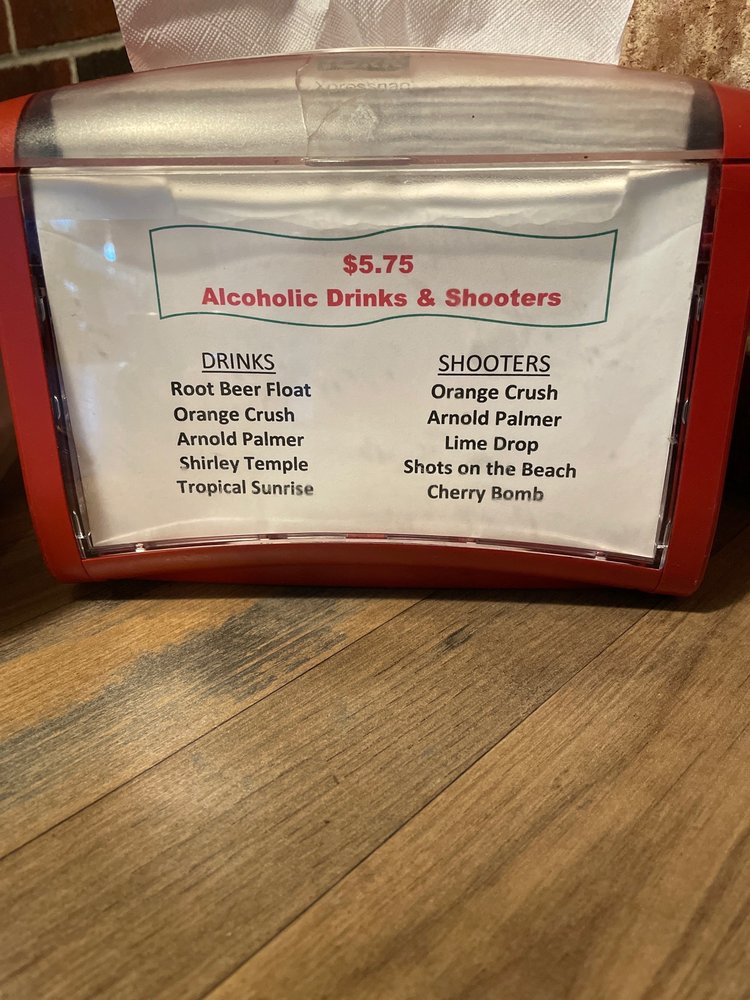 $5.75
Alcoholic Drinks & Shooters
DRINKS
Root Beer Float
Orange Crush
Arnold Palmer
Shirley Temple
Tropical Sunrise
SHOOTERS
Orange Crush
Arnold Palmer
Lime Drop
Shots on the Beach
Cherry Bomb